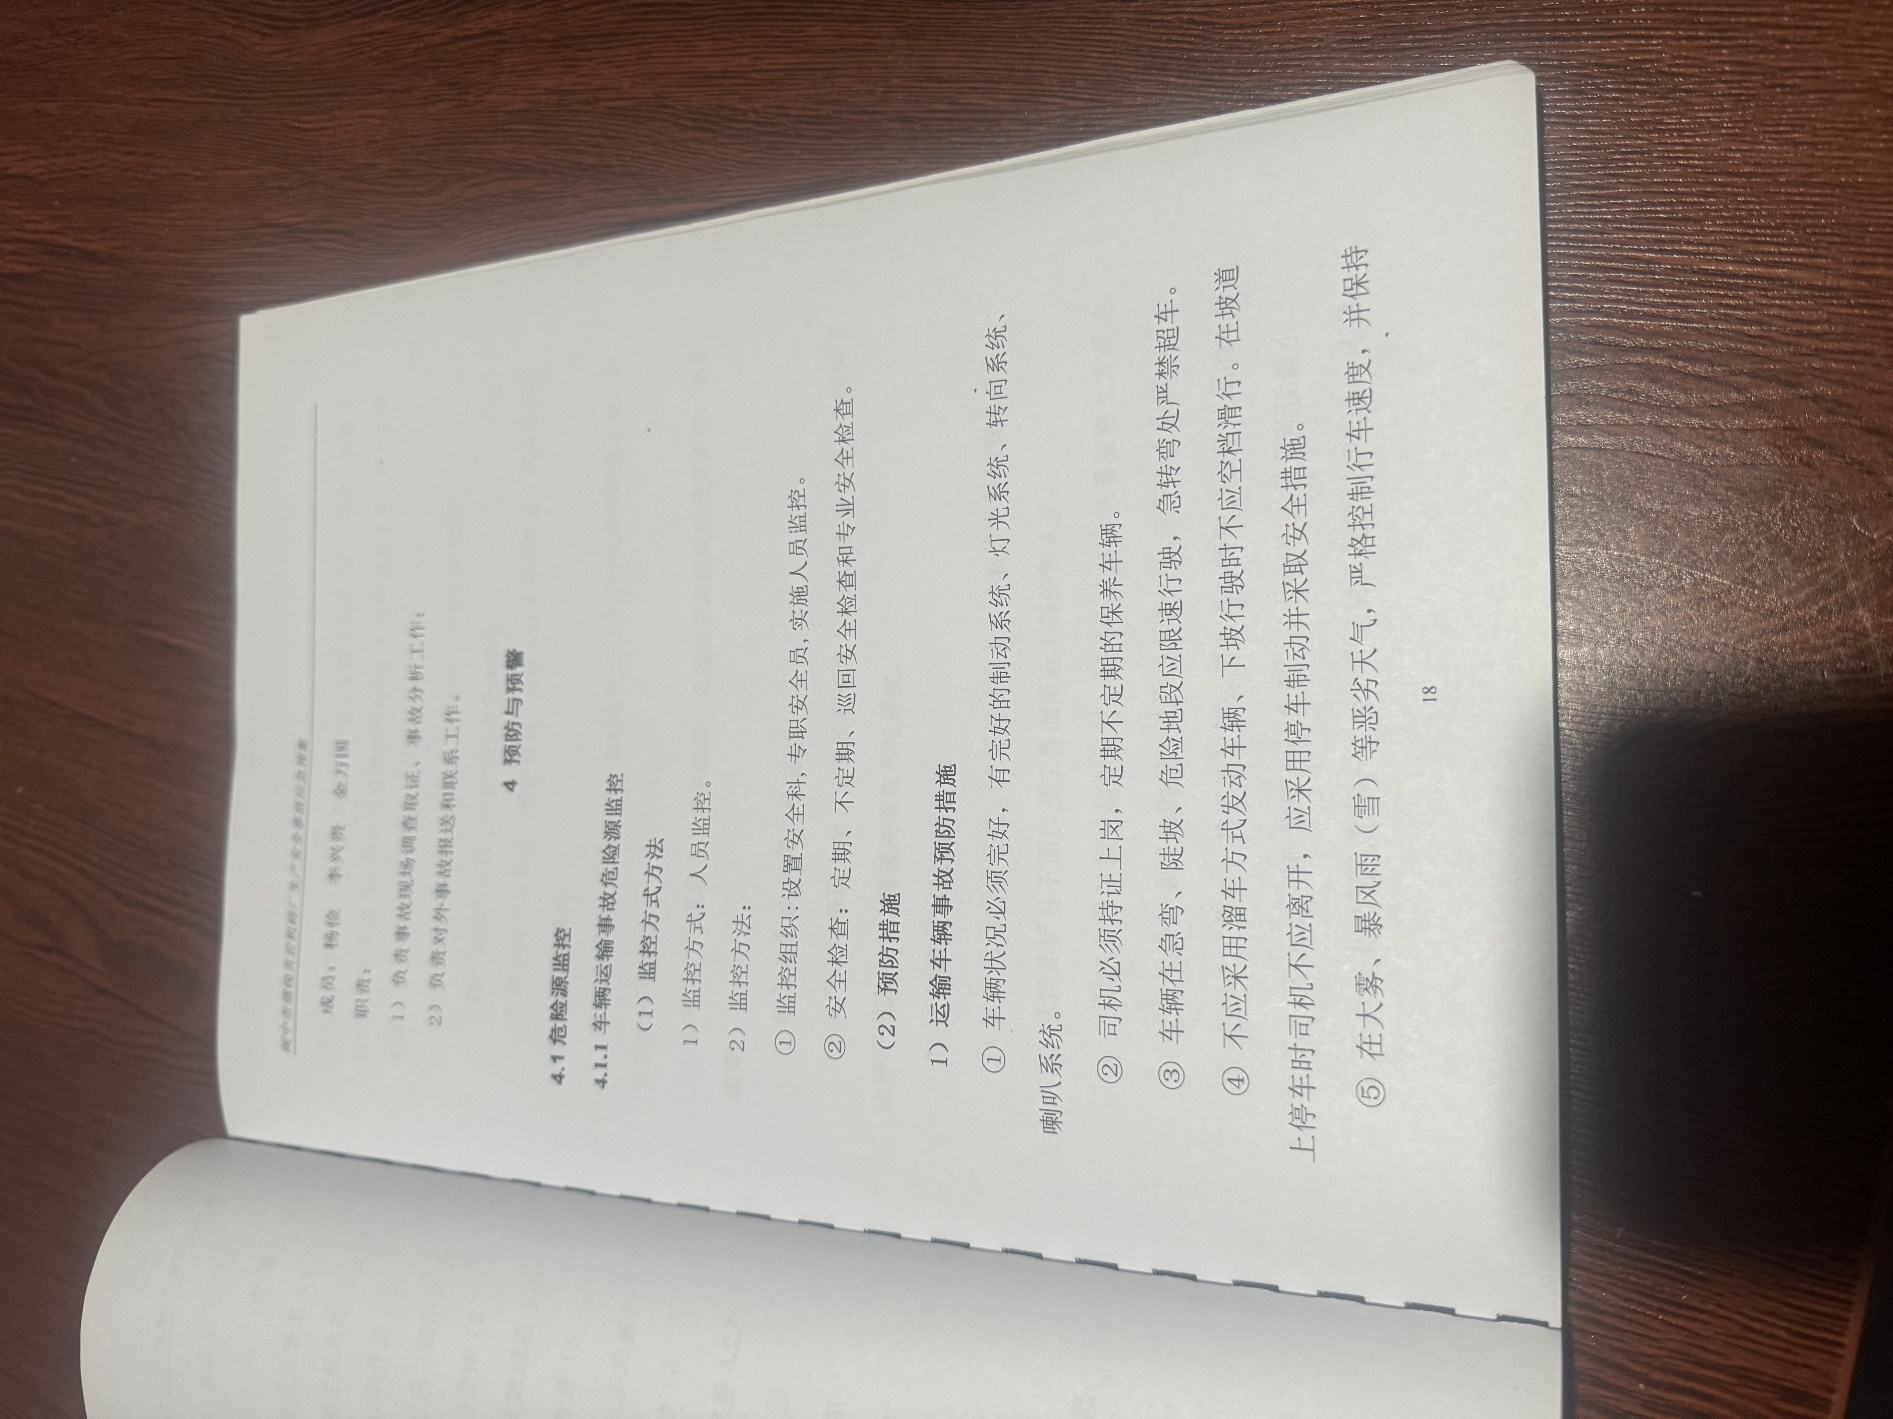 成员：杨俭　李兴贵　金万国
职责：
1）负责事故现场调查取证、事故分析工作；
2）负责对外事故报送和联系工作。
4 预防与预警
4.1 危险源监控
4.1.1 车辆运输事故危险源监控
（1）监控方式方法
1）监控方式：人员监控。
2）监控方法：
① 监控组织:设置安全科,专职安全员,实施人员监控。
② 安全检查：定期、不定期、巡回安全检查和专业安全检查。
（2）预防措施
1）运输车辆事故预防措施
① 车辆状况必须完好，有完好的制动系统、灯光系统、转向系统、
喇叭系统。
② 司机必须持证上岗，定期不定期的保养车辆。
③ 车辆在急弯、陡坡、危险地段应限速行驶，急转弯处严禁超车。
④ 不应采用溜车方式发动车辆、下坡行驶时不应空档滑行。在坡道
上停车时司机不应离开，应采用停车制动并采取安全措施。
⑤ 在大雾、暴风雨（雪）等恶劣天气，严格控制行车速度，并保持
18